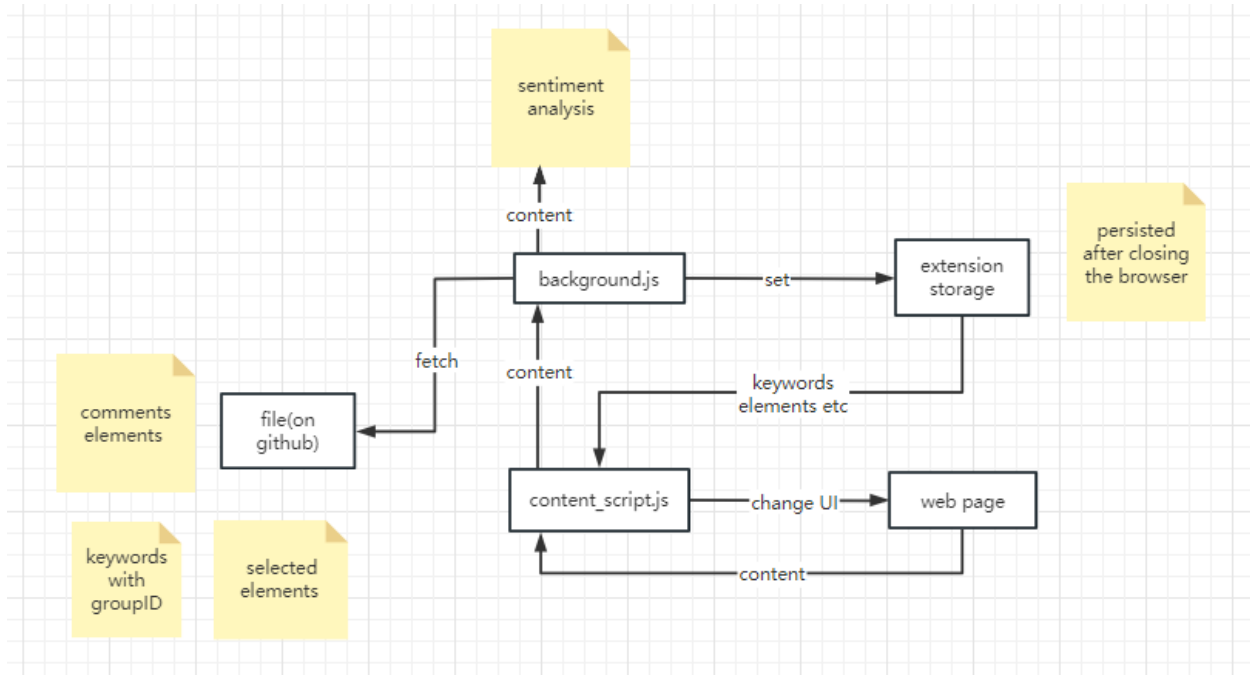 sentiment
analysis
content
background.js
set
extension
storage
persisted
after closing
the browser
fetch
content
keywords
elements etc
comments
elements
file(on
github)
content_script.js
change UI
web page
keywords
with
groupID
selected
elements
content